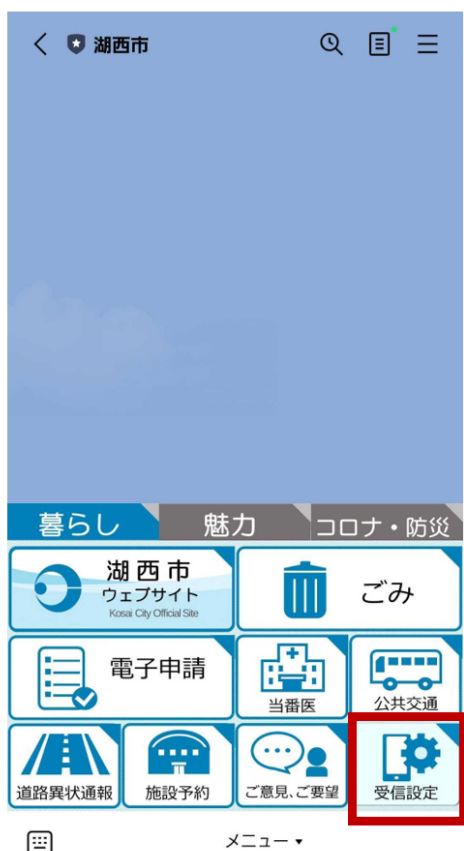 湖西市
暮らし 魅力 コロナ・防災
湖西市
ウェブサイト
Kosai City Official Site
ごみ
電子申請
当番医
公共交通
道路異状通報
施設予約
ご意見、ご要望
受信設定
メニュー ▾